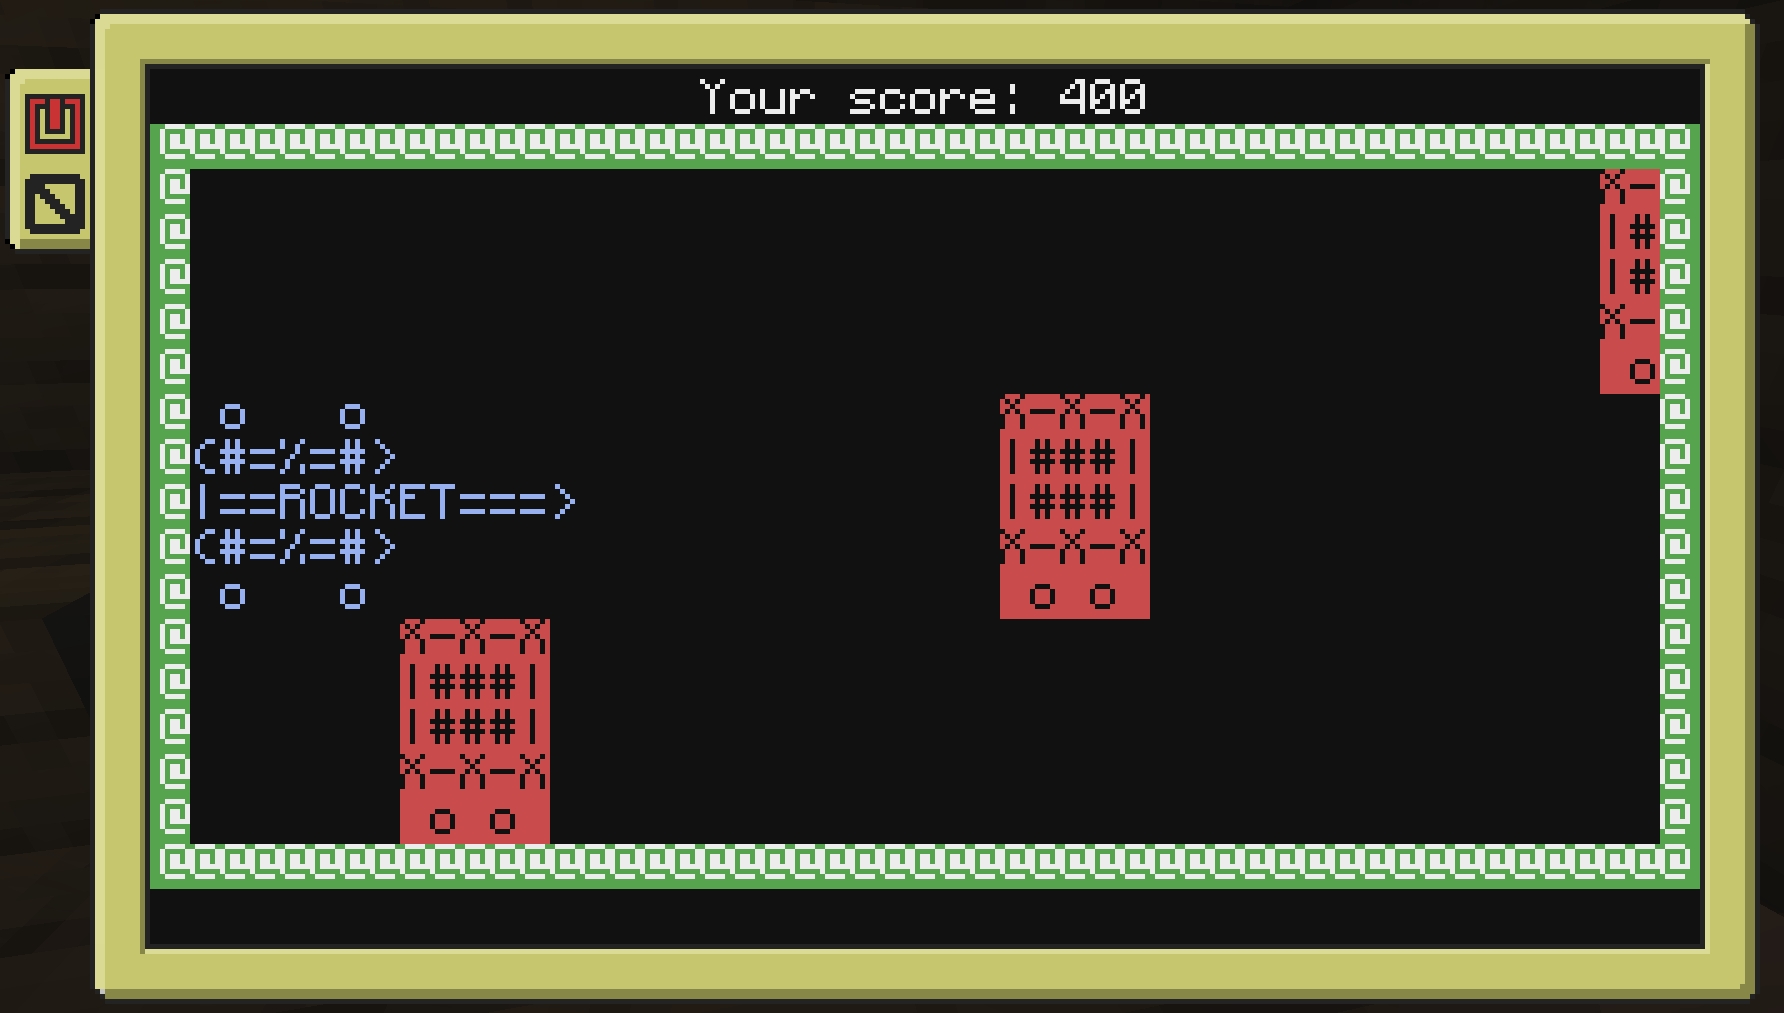 Your score: 400
X-
|#
|#
X-
o
o   o
X-X-X
(#=%=#>
|###|
|==ROCKET===>
|###|
(#=%=#>
X-X-X
o   o
o o
X-X-X
|###|
|###|
X-X-X
o o